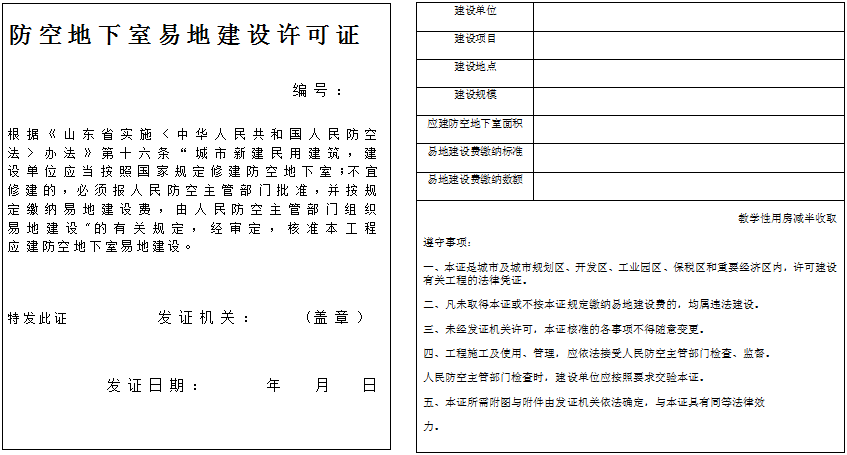 防空地下室易地建设许可证
编号：
根据《山东省实施〈中华人民共和国人民防空
法〉办法》第十六条“城市新建民用建筑，建
设单位应当按照国家规定修建防空地下室；不宜
修建的，必须报人民防空主管部门批准，并按规
定缴纳易地建设费，由人民防空主管部门组织
易地建设“的有关规定，经审定，核准本工程
应建防空地下室易地建设。
特发此证 发证机关： （盖章）
发证日期： 年 月 日
建设单位
建设项目
建设地点
建设规模
应建防空地下室面积
易地建设费缴纳标准
易地建设费缴纳数额
教学性用房减半收取
遵守事项：
一、本证是城市及城市规划区、开发区、工业园区、保税区和重要经济区内，许可建设
有关工程的法律凭证。
二、凡未取得本证或不按本证规定缴纳易地建设费的，均属违法建设。
三、未经发证机关许可，本证核准的各事项不得随意变更。
四、工程施工及使用、管理，应依法接受人民防空主管部门检查、监督。
人民防空主管部门检查时，建设单位应按照要求交验本证。
五、本证所需附图与附件由发证机关依法确定，与本证具有同等法律效
力。